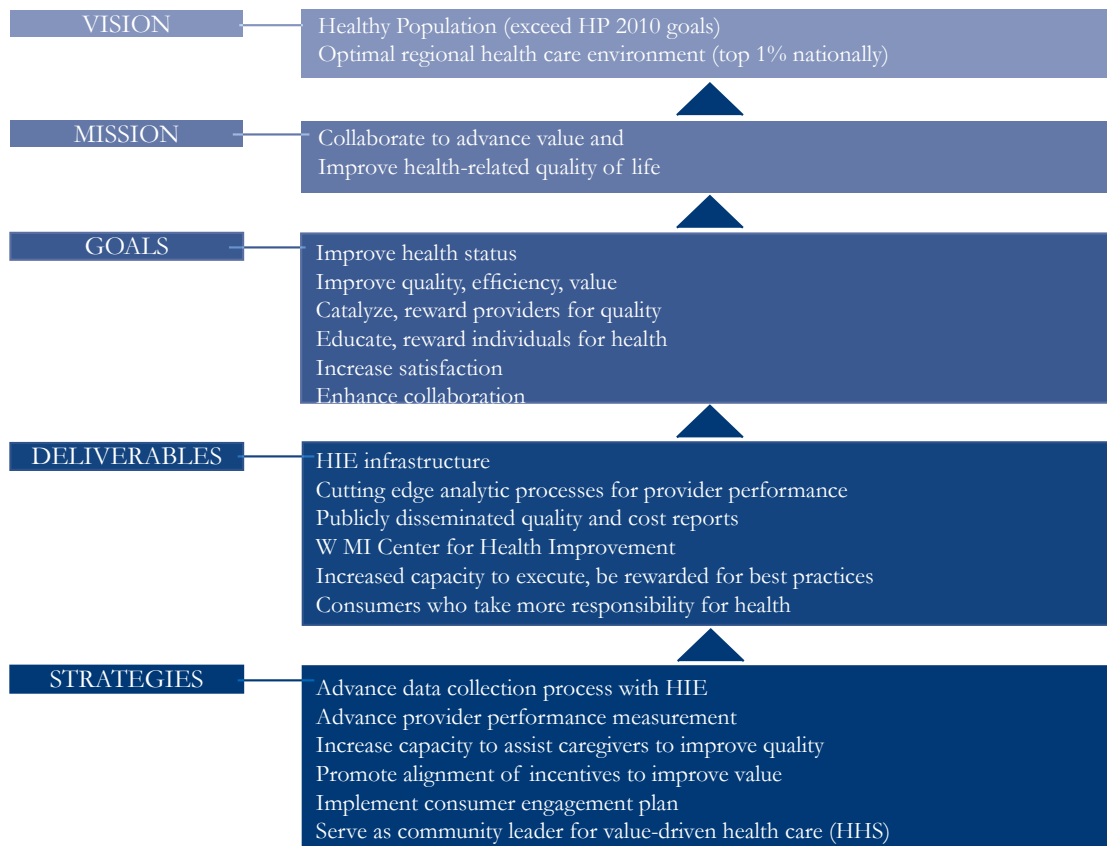 VISION
Healthy Population (exceed HP 2010 goals)
Optimal regional health care environment (top 1% nationally)
MISSION
Collaborate to advance value and
Improve health-related quality of life
GOALS
Improve health status
Improve quality, efficiency, value
Catalyze, reward providers for quality
Educate, reward individuals for health
Increase satisfaction
Enhance collaboration
DELIVERABLES
HIE infrastructure
Cutting edge analytic processes for provider performance
Publicly disseminated quality and cost reports
W MI Center for Health Improvement
Increased capacity to execute, be rewarded for best practices
Consumers who take more responsibility for health
STRATEGIES
Advance data collection process with HIE
Advance provider performance measurement
Increase capacity to assist caregivers to improve quality
Promote alignment of incentives to improve value
Implement consumer engagement plan
Serve as community leader for value-driven health care (HHS)